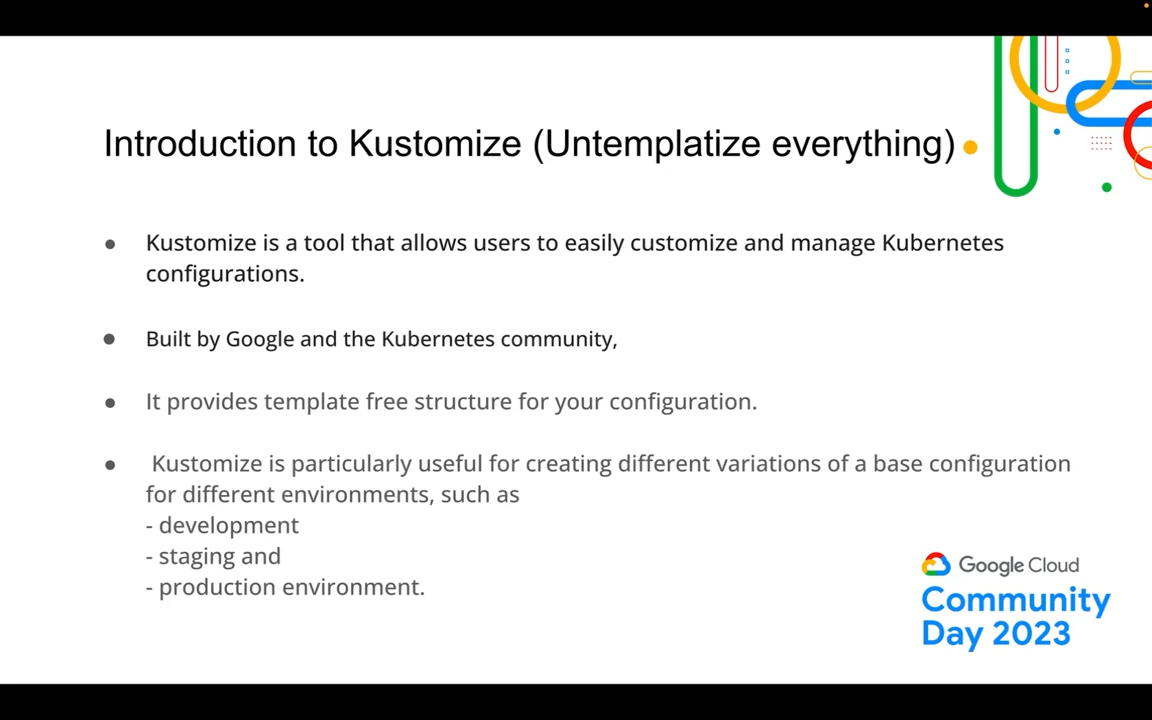 Introduction to Kustomize (Untemplatize everything)
● Kustomize is a tool that allows users to easily customize and manage Kubernetes
configurations.
● Built by Google and the Kubernetes community,
● It provides template free structure for your configuration.
● Kustomize is particularly useful for creating different variations of a base configuration
for different environments, such as
- development
- staging and
- production environment.
Google Cloud
Community
Day 2023